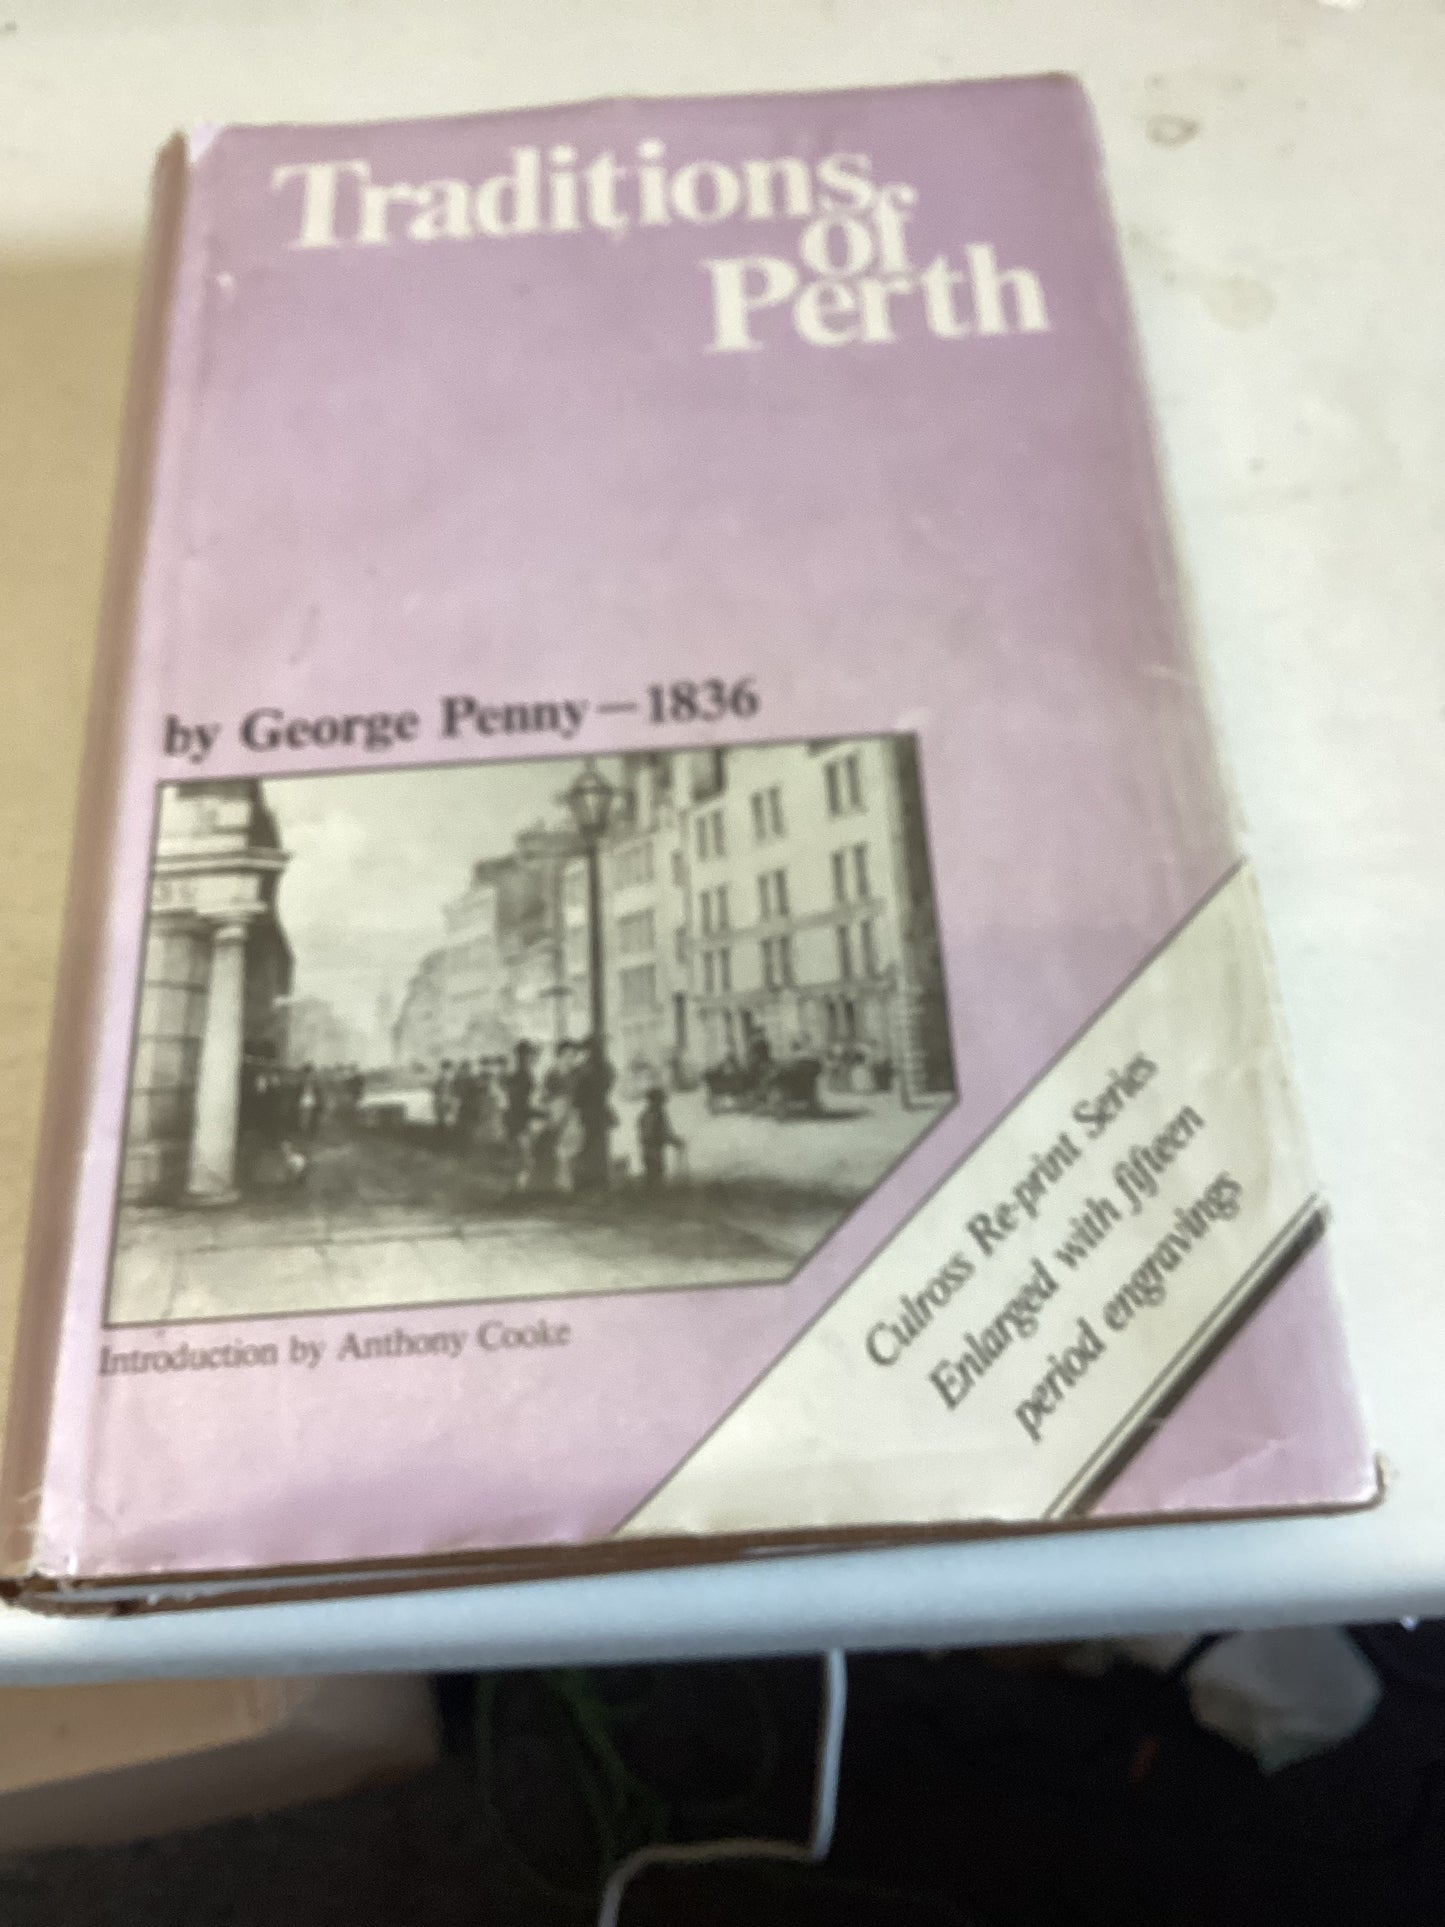 Traditions
of
Perth
by George Penny—1836
Introduction by Anthony Cooke
Culross Re-print Series
Enlarged with fifteen
period engravings